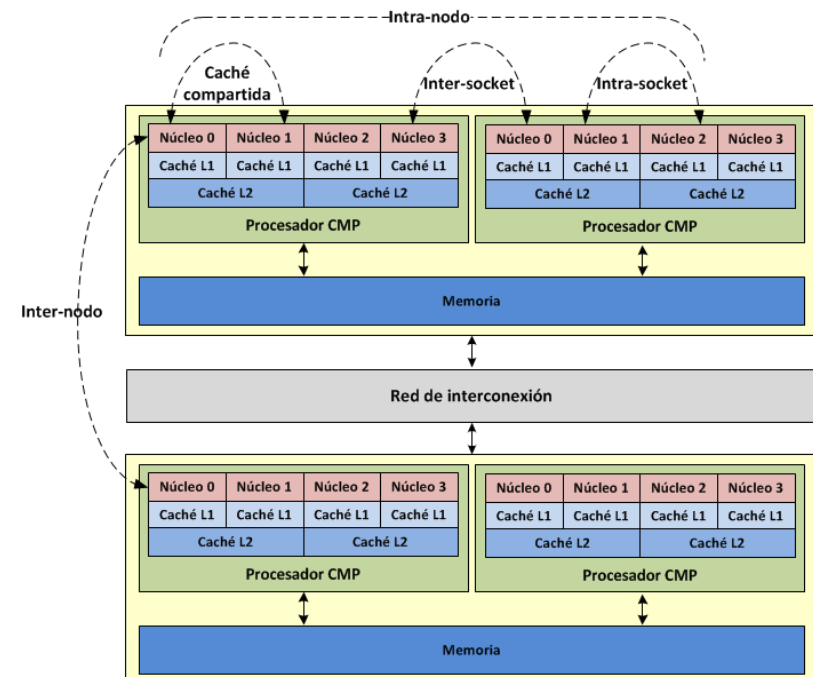 Intra-nodo
Caché
compartida
Inter-socket
Intra-socket
Núcleo 0 Núcleo 1 Núcleo 2 Núcleo 3
Núcleo 0 Núcleo 1 Núcleo 2 Núcleo 3
Caché L1 Caché L1 Caché L1 Caché L1
Caché L1 Caché L1 Caché L1 Caché L1
Caché L2 Caché L2
Caché L2 Caché L2
Procesador CMP
Procesador CMP
Memoria
Inter-nodo
Red de interconexión
Núcleo 0 Núcleo 1 Núcleo 2 Núcleo 3
Núcleo 0 Núcleo 1 Núcleo 2 Núcleo 3
Caché L1 Caché L1 Caché L1 Caché L1
Caché L1 Caché L1 Caché L1 Caché L1
Caché L2 Caché L2
Caché L2 Caché L2
Procesador CMP
Procesador CMP
Memoria